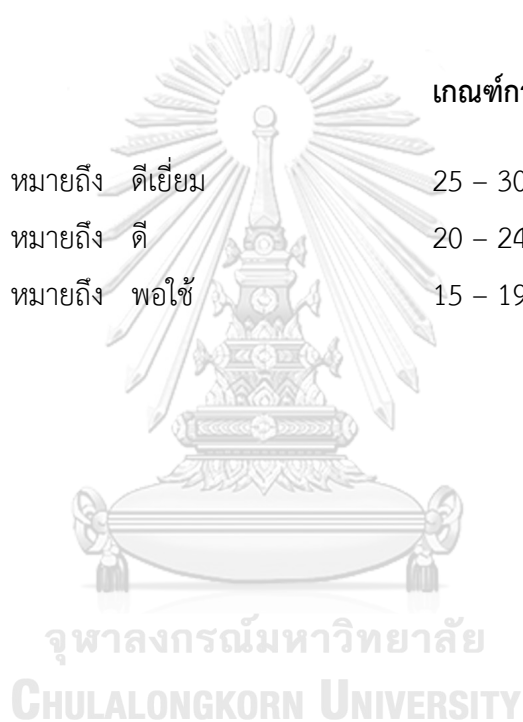 เกณฑ์กร
หมายถึง ดีเยี่ยม 25 – 30
หมายถึง ดี 20 – 24
หมายถึง พอใช้ 15 – 19
จุฬาลงกรณ์มหาวิทยาลัย
CHULALONGKORN UNIVERSITY